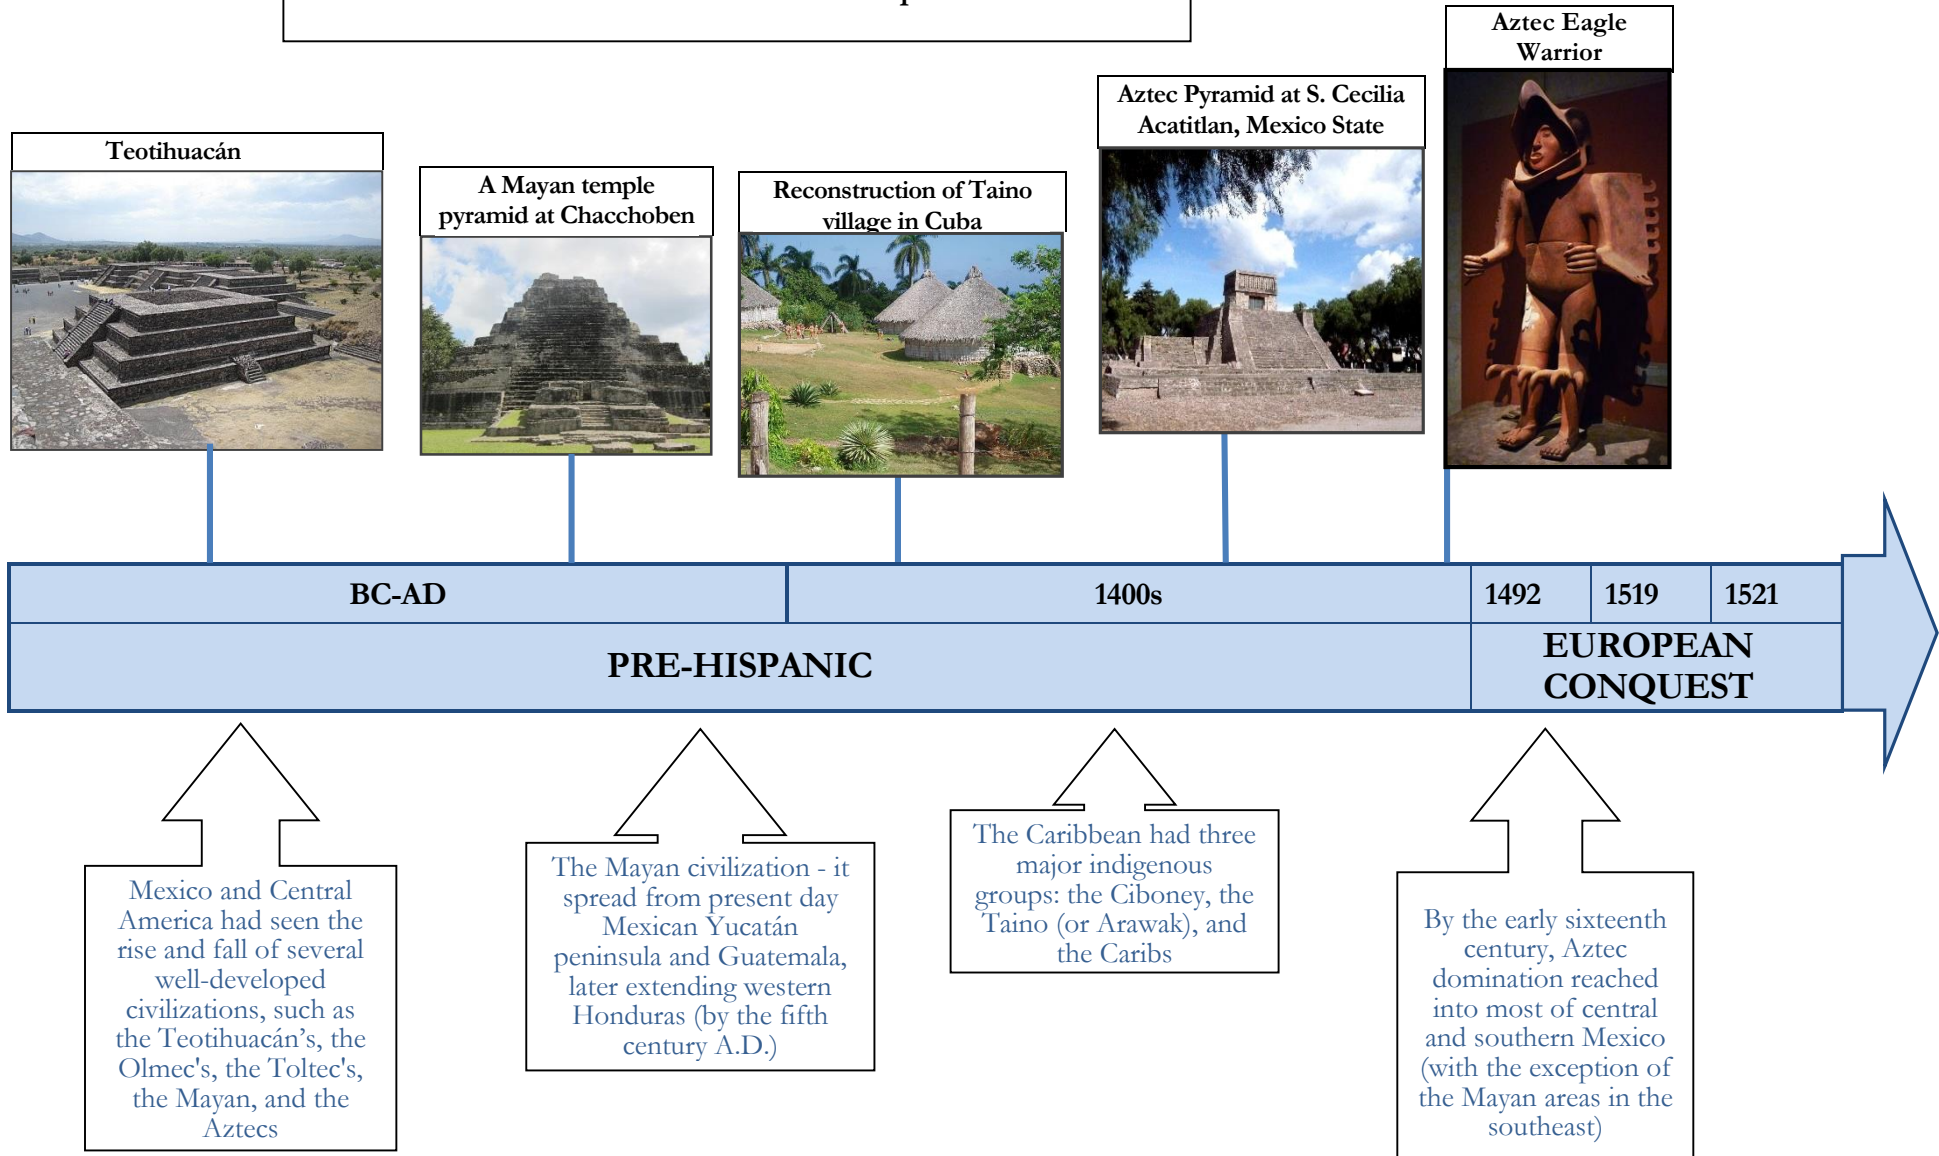 Aztec Eagle
Warrior
Aztec Pyramid at S. Cecilia
Acatitlan, Mexico State
Teotihuacán
A Mayan temple
pyramid at Chacchoben
Reconstruction of Taino
village in Cuba
BC-AD
1400s
1492
1519
1521
PRE-HISPANIC
EUROPEAN
CONQUEST
Mexico and Central
America had seen the
rise and fall of several
well-developed
civilizations, such as
the Teotihuacán’s, the
Olmec's, the Toltec's,
the Mayan, and the
Aztecs
The Mayan civilization - it
spread from present day
Mexican Yucatán
peninsula and Guatemala,
later extending western
Honduras (by the fifth
century A.D.)
The Caribbean had three
major indigenous
groups: the Ciboney, the
Taino (or Arawak), and
the Caribs
By the early sixteenth
century, Aztec
domination reached
into most of central
and southern Mexico
(with the exception of
the Mayan areas in the
southeast)